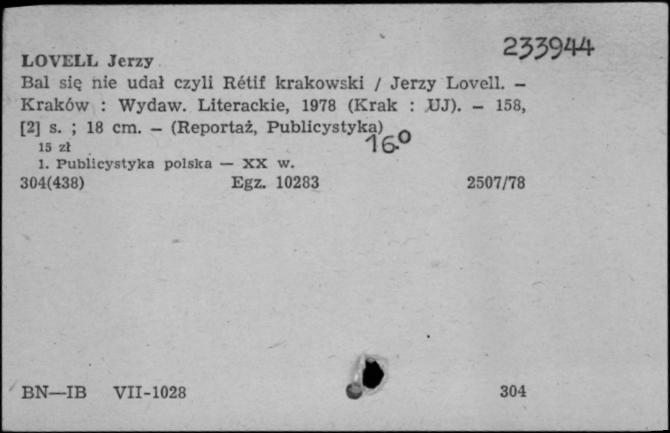 233944
LOVELL Jerzy
Bal się nie udał czyli Rétif krakowski / Jerzy Lovell. –
Kraków : Wydaw. Literackie, 1978 (Krak : UJ). – 158,
[2] s. ; 18 cm. – (Reportaż, Publicystyka)
15 zł 16º
1. Publicystyka polska — XX w.
304(438) Egz. 10283 2507/78
BN—IB VII-1028 304